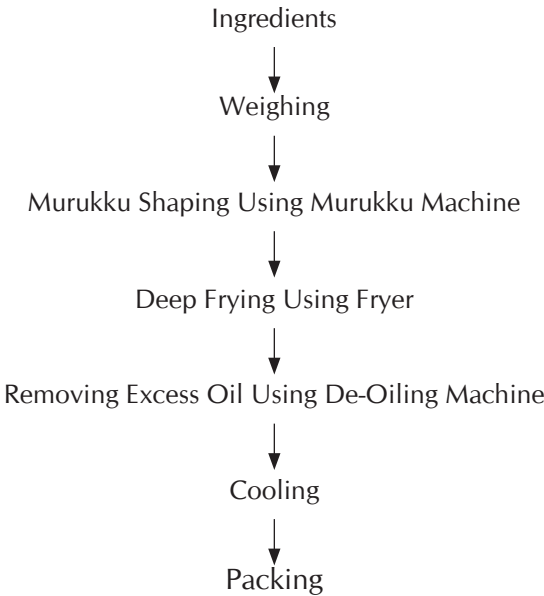 Ingredients
Weighing
Murukku Shaping Using Murukku Machine
Deep Frying Using Fryer
Removing Excess Oil Using De-Oiling Machine
Cooling
Packing